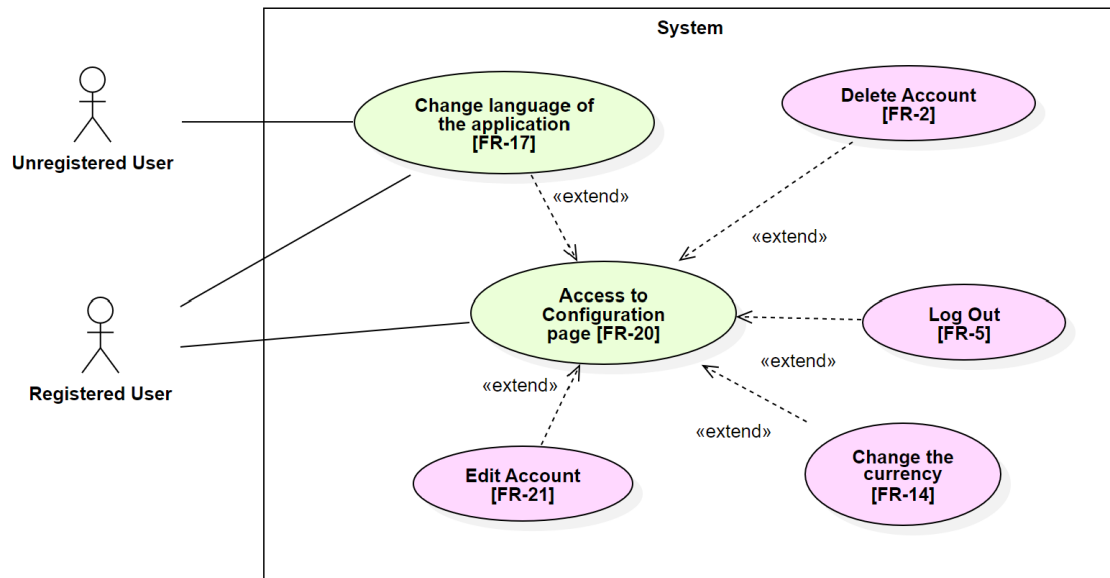 System
Unregistered User
Change language of
the application
[FR-17]
Delete Account
[FR-2]
«extend»
«extend»
Registered User
Access to
Configuration
page [FR-20]
Log Out
[FR-5]
«extend»
«extend»
«extend»
Edit Account
[FR-21]
Change the
currency
[FR-14]